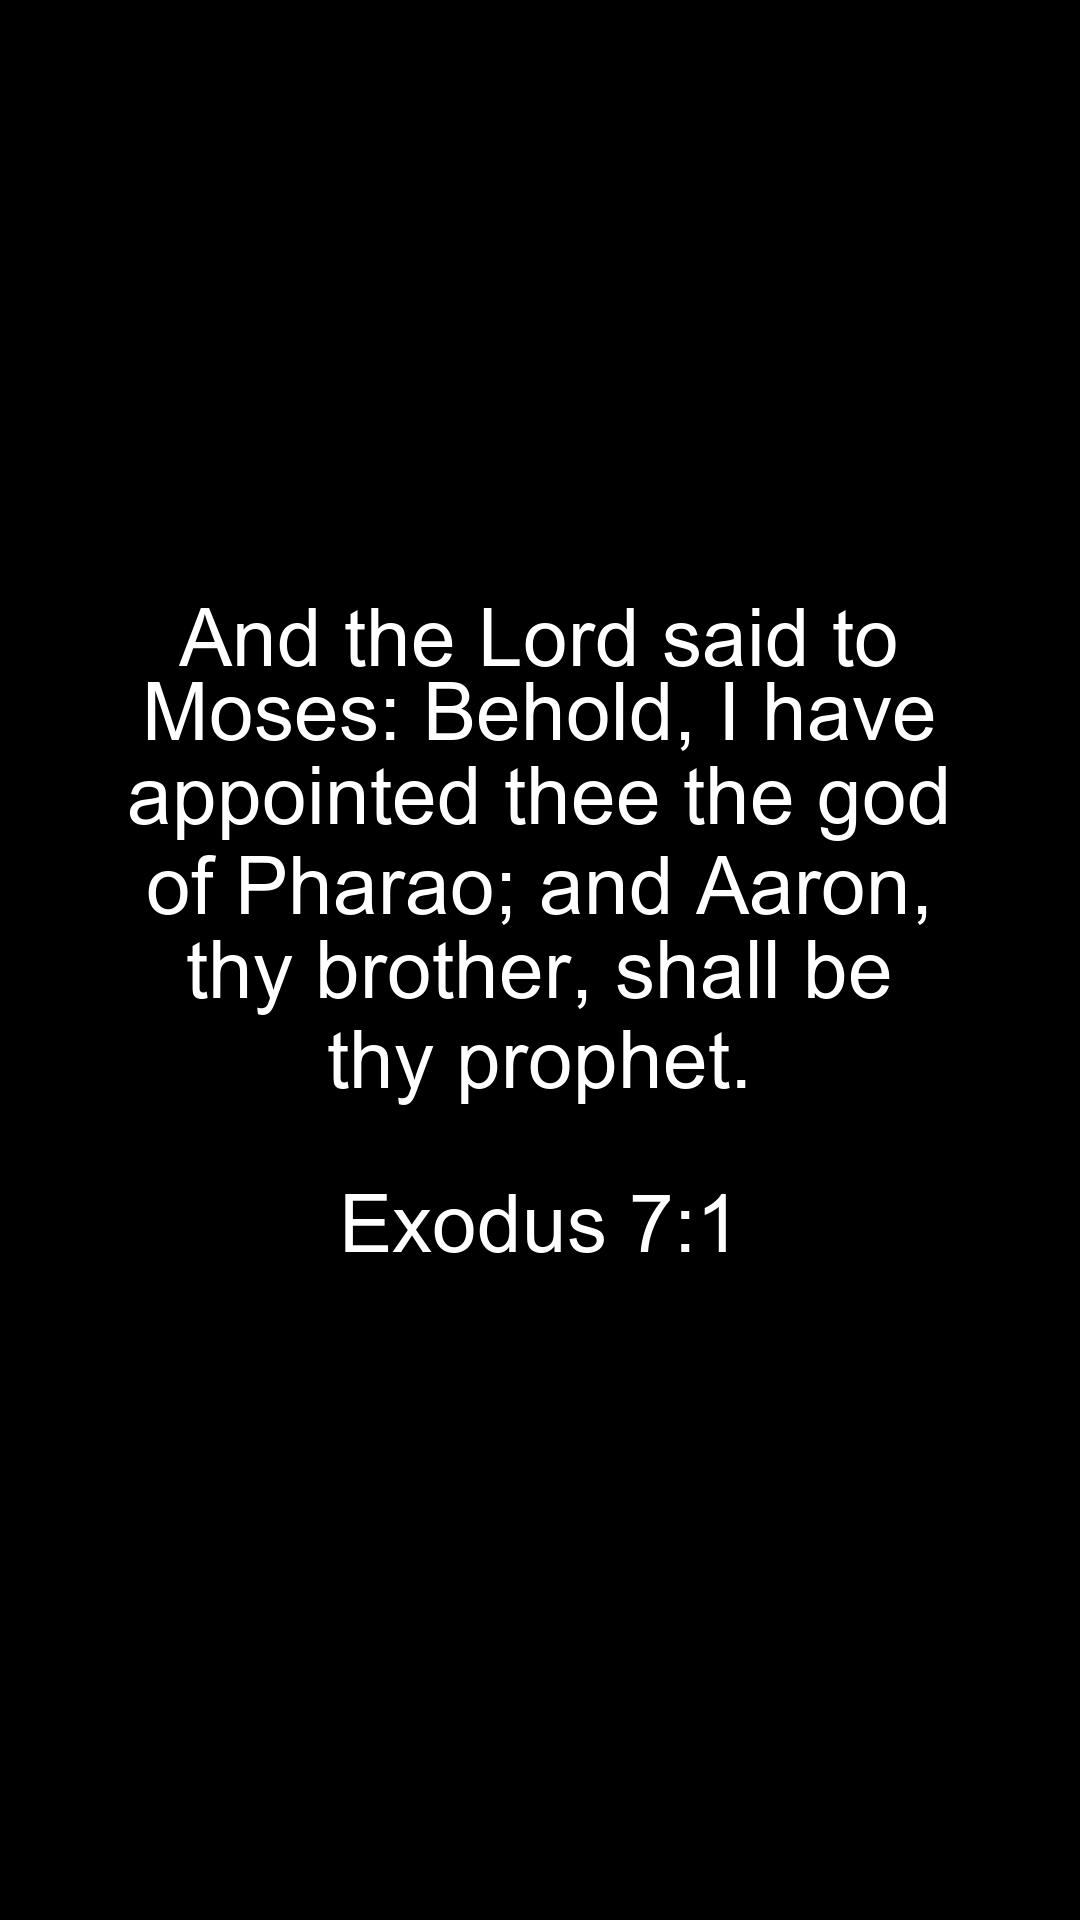 And the Lord said to
Moses: Behold, I have
appointed thee the god
of Pharao; and Aaron,
thy brother, shall be
thy prophet.
Exodus 7:1